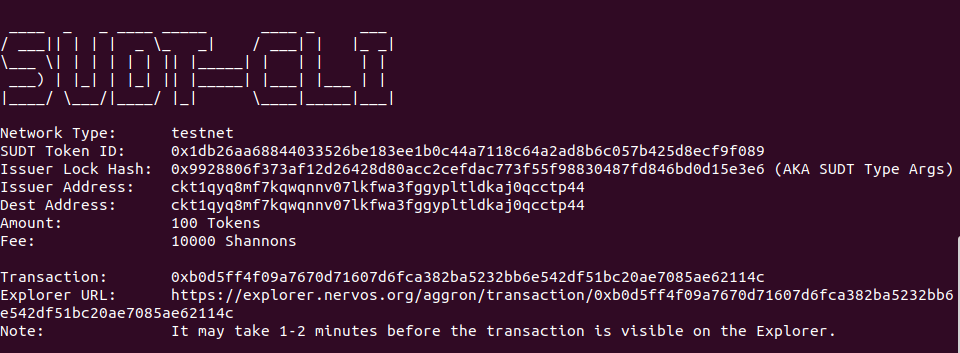 SUDT-CLI
Network Type: testnet
SUDT Token ID: 0x1db26aa68844033526be183ee1b0c44a7118c64a2ad8b6c057b425d8ecf9f089
Issuer Lock Hash: 0x9928806f373af12d26428d80acc2cefdac773f55f98830487fd846bd0d15e3e6 (AKA SUDT Type Args)
Issuer Address: ckt1qyq8mf7kqwqnnv07lkfwa3fggypltldkaj0qcctp44
Dest Address: ckt1qyq8mf7kqwqnnv07lkfwa3fggypltldkaj0qcctp44
Amount: 100 Tokens
Fee: 10000 Shannons
Transaction: 0xb0d5ff4f09a7670d71607d6fca382ba5232bb6e542df51bc20ae7085ae62114c
Explorer URL: https://explorer.nervos.org/aggron/transaction/0xb0d5ff4f09a7670d71607d6fca382ba5232bb6
e542df51bc20ae7085ae62114c
Note: It may take 1-2 minutes before the transaction is visible on the Explorer.